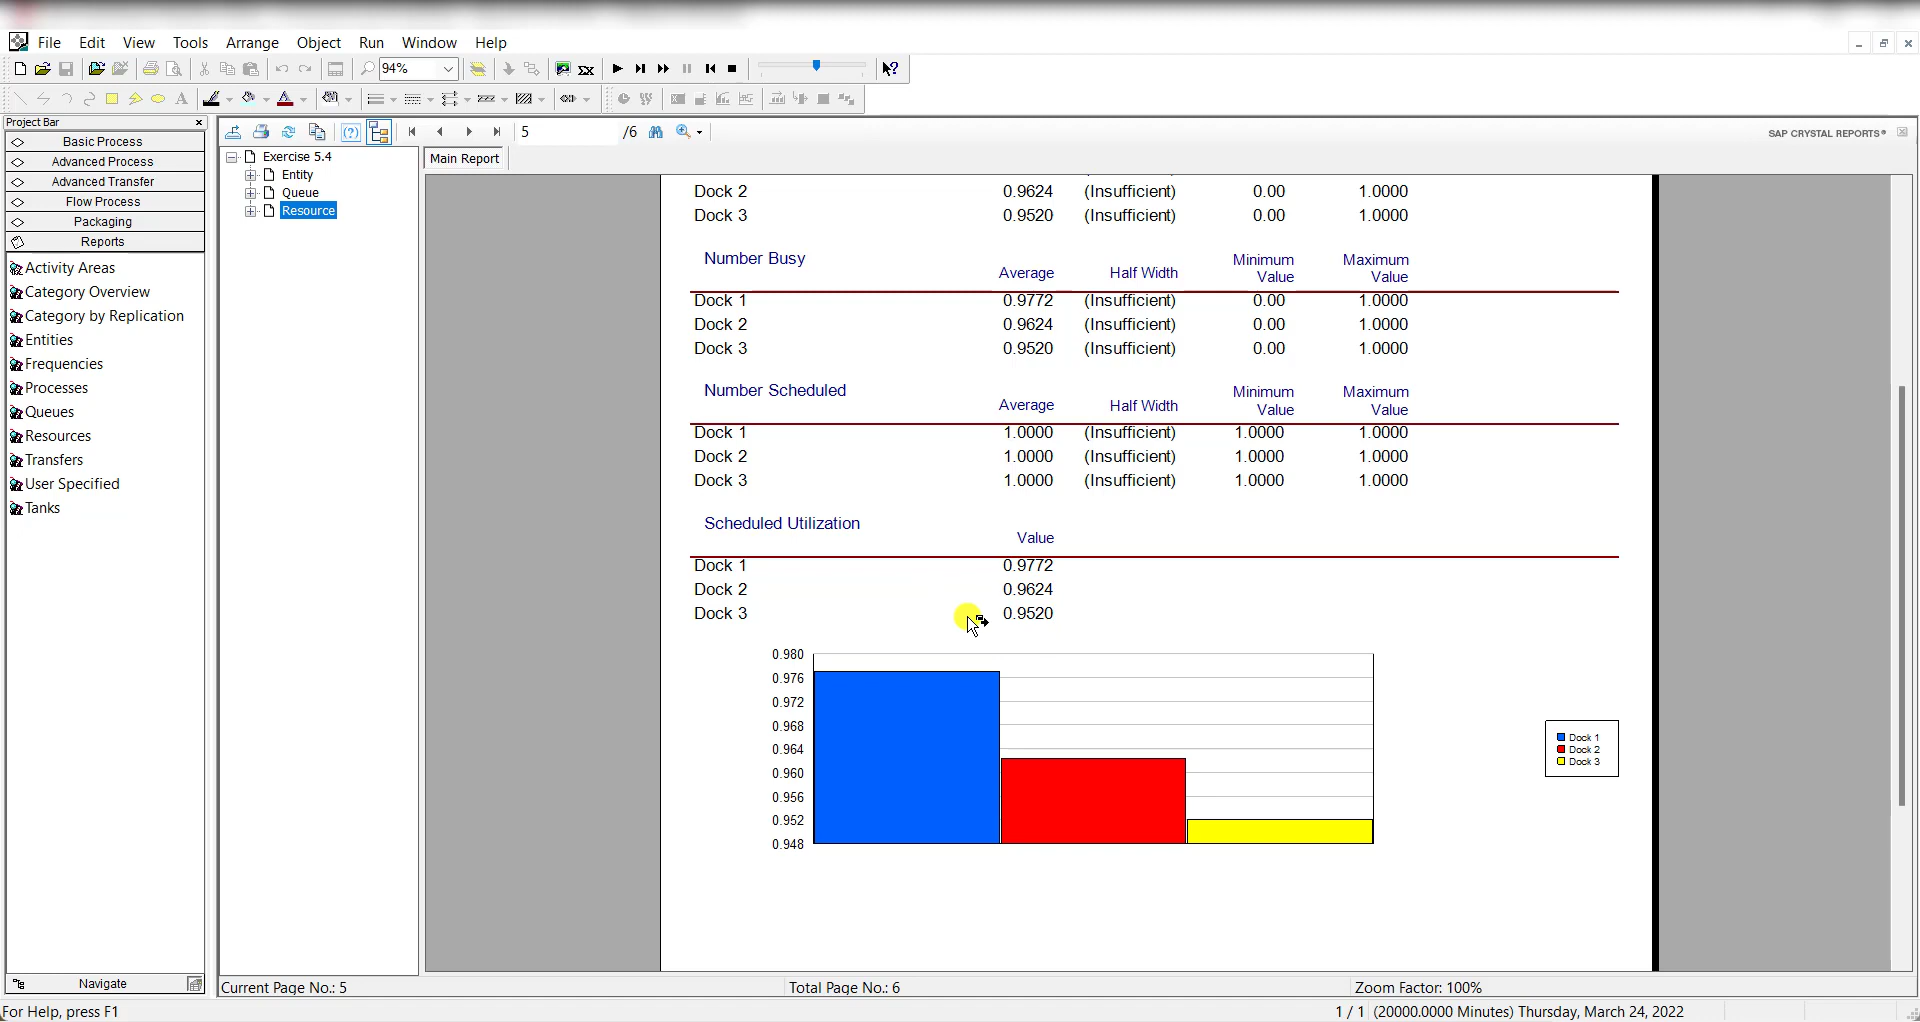 File Edit View Tools Arrange Object Run Window Help
94%
Project Bar
Basic Process
Advanced Process
Advanced Transfer
Flow Process
Packaging
Reports
Activity Areas
Category Overview
Category by Replication
Entities
Frequencies
Processes
Queues
Resources
Transfers
User Specified
Tanks
Navigate
5 /6
SAP CRYSTAL REPORTS®
Exercise 5.4
Entity
Queue
Resource
Main Report
Dock 2 0.9624 (Insufficient) 0.00 1.0000
Dock 3 0.9520 (Insufficient) 0.00 1.0000
Number Busy Average Half Width Minimum Value Maximum Value
Dock 1 0.9772 (Insufficient) 0.00 1.0000
Dock 2 0.9624 (Insufficient) 0.00 1.0000
Dock 3 0.9520 (Insufficient) 0.00 1.0000
Number Scheduled Average Half Width Minimum Value Maximum Value
Dock 1 1.0000 (Insufficient) 1.0000 1.0000
Dock 2 1.0000 (Insufficient) 1.0000 1.0000
Dock 3 1.0000 (Insufficient) 1.0000 1.0000
Scheduled Utilization Value
Dock 1 0.9772
Dock 2 0.9624
Dock 3 0.9520
0.980
0.976
0.972
0.968
0.964
0.960
0.956
0.952
0.948
Dock 1
Dock 2
Dock 3
Current Page No.: 5 Total Page No.: 6 Zoom Factor: 100%
For Help, press F1 1 / 1 (20000.0000 Minutes) Thursday, March 24, 2022